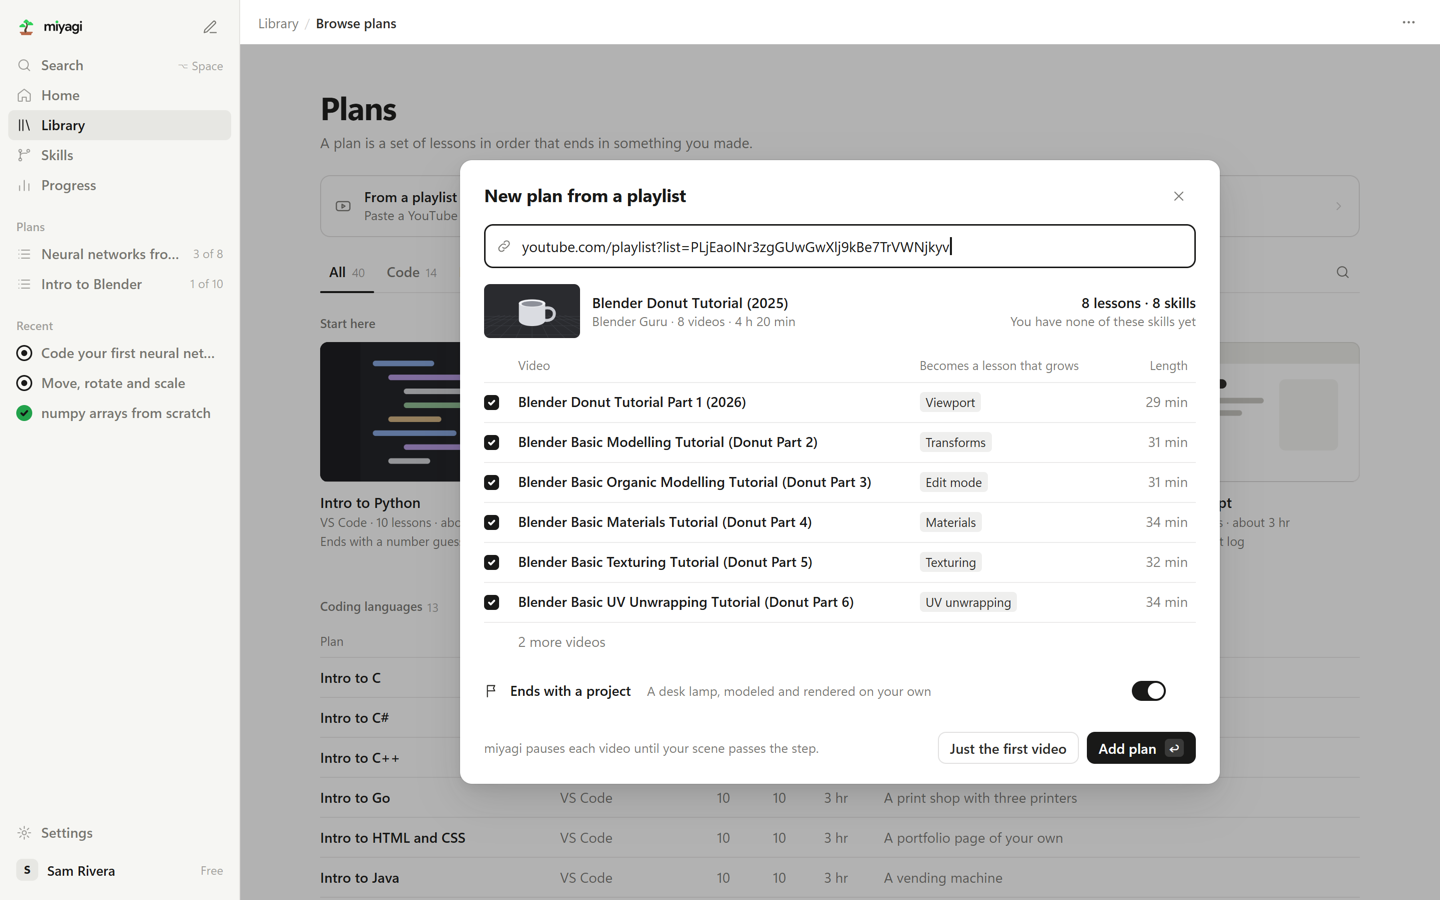 miyagi
Search
⌥ Space
Home
Library
Skills
Progress
Plans
Neural networks fro...
3 of 8
Intro to Blender
1 of 10
Recent
Code your first neural net...
Move, rotate and scale
numpy arrays from scratch
Settings
S
Sam Rivera
Free
Library / Browse plans
Plans
A plan is a set of lessons in order that ends in something you made.
From a playlist
Paste a YouTube
All 40
Code 14
Start here
Intro to Python
VS Code · 10 lessons · abo
Ends with a number gues
pt
· about 3 hr
t log
Coding languages 13
Plan
Intro to C
Intro to C#
Intro to C++
Intro to Go VS Code 10 10 3 hr A print shop with three printers
Intro to HTML and CSS VS Code 10 10 3 hr A portfolio page of your own
Intro to Java VS Code 10 10 3 hr A vending machine
New plan from a playlist
youtube.com/playlist?list=PLjEaoINr3zgGUwGwXlj9kBe7TrVWNjkyv
Blender Donut Tutorial (2025)
Blender Guru · 8 videos · 4 h 20 min
8 lessons · 8 skills
You have none of these skills yet
Video Becomes a lesson that grows Length
Blender Donut Tutorial Part 1 (2026) Viewport 29 min
Blender Basic Modelling Tutorial (Donut Part 2) Transforms 31 min
Blender Basic Organic Modelling Tutorial (Donut Part 3) Edit mode 31 min
Blender Basic Materials Tutorial (Donut Part 4) Materials 34 min
Blender Basic Texturing Tutorial (Donut Part 5) Texturing 32 min
Blender Basic UV Unwrapping Tutorial (Donut Part 6) UV unwrapping 34 min
2 more videos
Ends with a project A desk lamp, modeled and rendered on your own
miyagi pauses each video until your scene passes the step.
Just the first video
Add plan